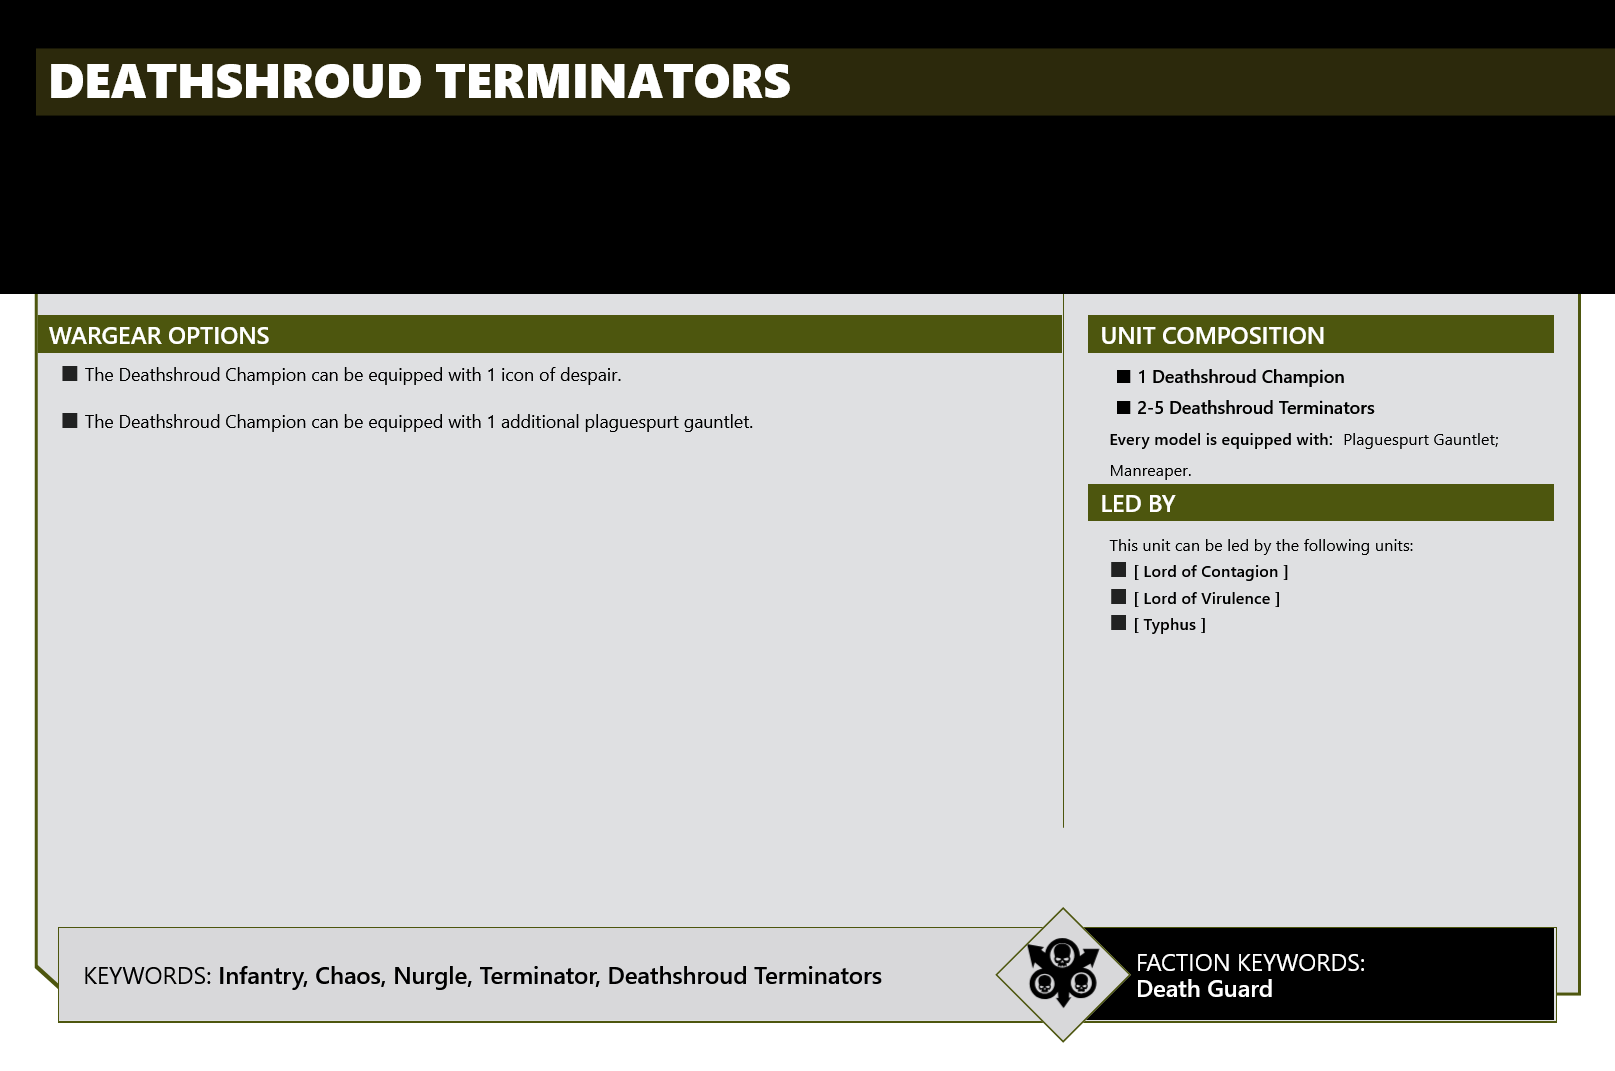 DEATHSHROUD TERMINATORS
WARGEAR OPTIONS
The Deathshroud Champion can be equipped with 1 icon of despair.
The Deathshroud Champion can be equipped with 1 additional plaguespurt gauntlet.
UNIT COMPOSITION
1 Deathshroud Champion
2-5 Deathshroud Terminators
Every model is equipped with: Plaguespurt Gauntlet;
Manreaper.
LED BY
This unit can be led by the following units:
[ Lord of Contagion ]
[ Lord of Virulence ]
[ Typhus ]
KEYWORDS: Infantry, Chaos, Nurgle, Terminator, Deathshroud Terminators
FACTION KEYWORDS:
Death Guard